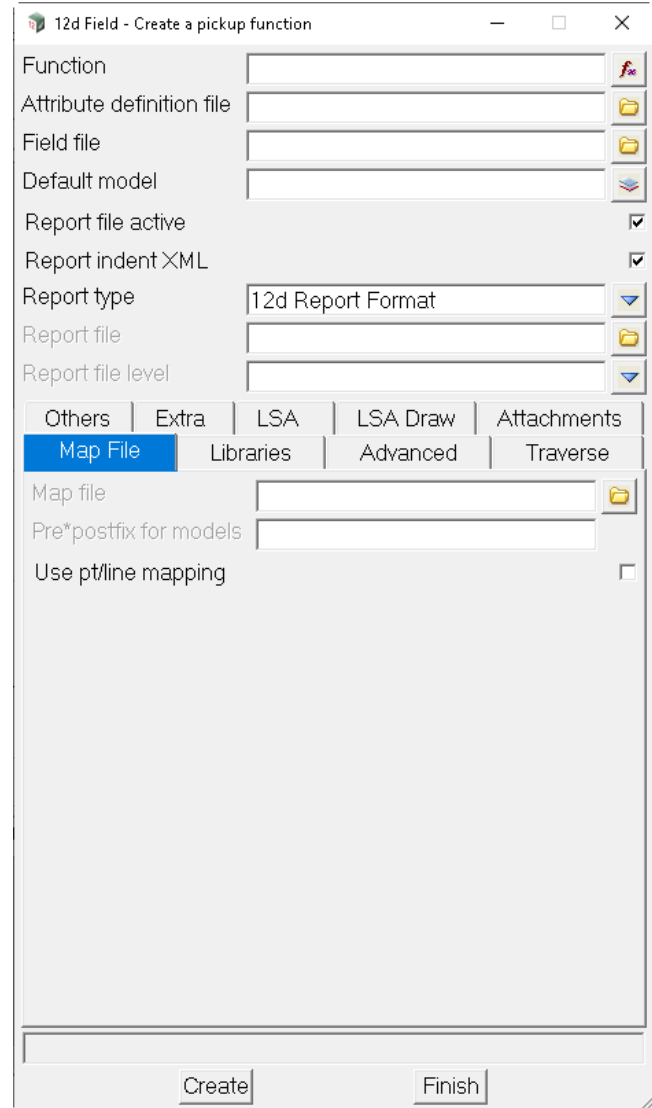 12d Field - Create a pickup function
Function
Attribute definition file
Field file
Default model
Report file active
Report indent XML
Report type 12d Report Format
Report file
Report file level
Others Extra LSA LSA Draw Attachments
Map File Libraries Advanced Traverse
Map file
Pre*postfix for models
Use pt/line mapping
Create Finish